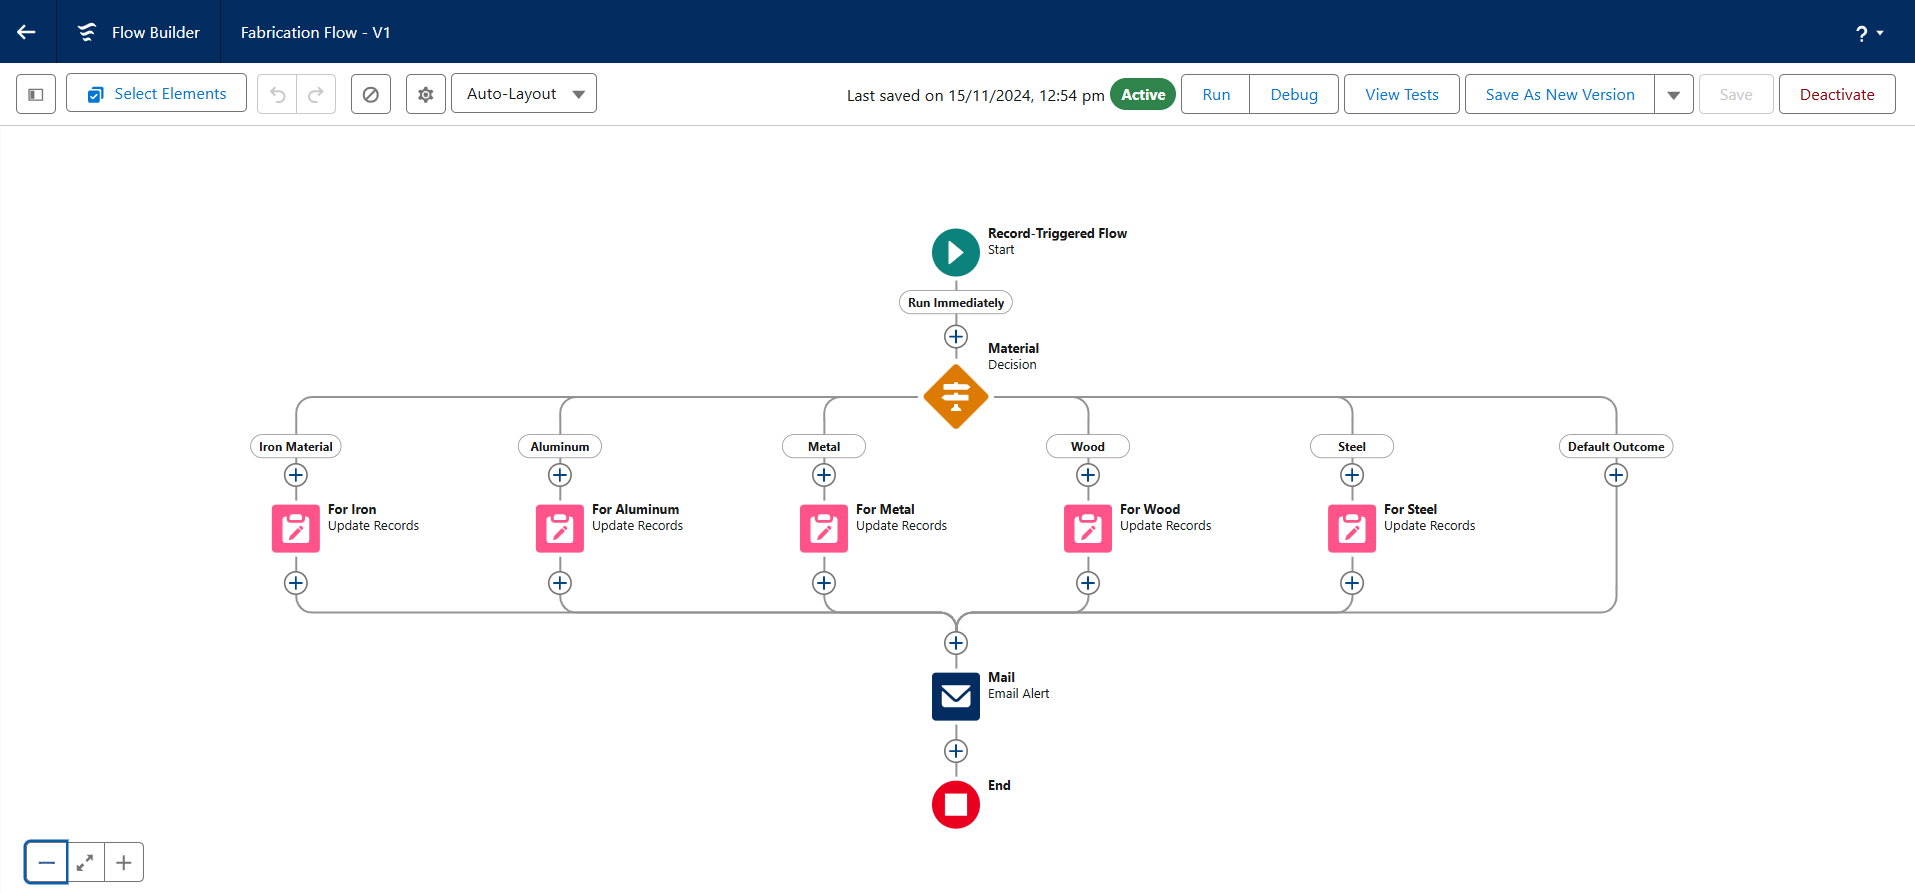 Flow Builder
Fabrication Flow - V1
?
Select Elements
Auto-Layout
Last saved on 15/11/2024, 12:54 pm
Active
Run
Debug
View Tests
Save As New Version
Save
Deactivate
Record-Triggered Flow
Start
Run Immediately
Material
Decision
Iron Material
Aluminum
Metal
Wood
Steel
Default Outcome
For Iron
Update Records
For Aluminum
Update Records
For Metal
Update Records
For Wood
Update Records
For Steel
Update Records
Mail
Email Alert
End